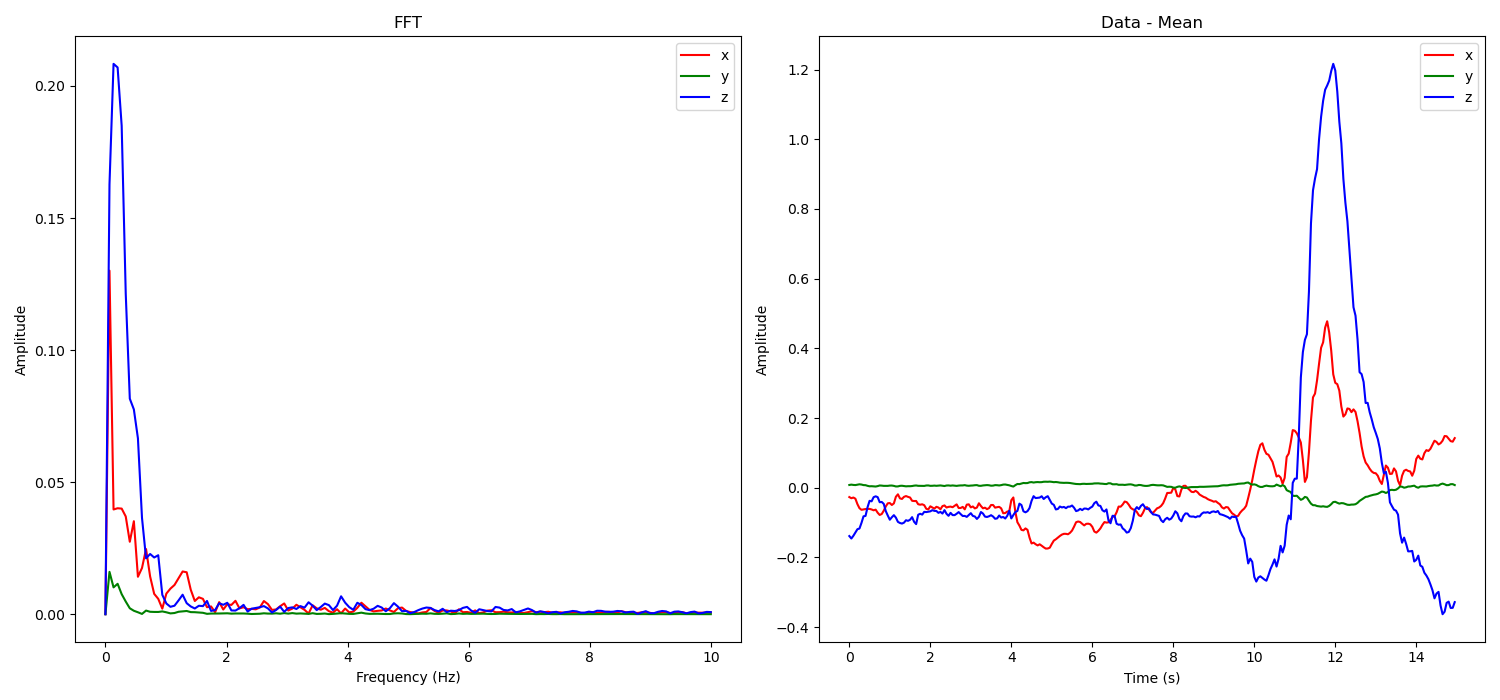 FFT
Amplitude
0.20
0.15
0.10
0.05
0.00
0 2 4 6 8 10
Frequency (Hz)
x
y
z
Data - Mean
Amplitude
1.2
1.0
0.8
0.6
0.4
0.2
0.0
−0.2
−0.4
0 2 4 6 8 10 12 14
Time (s)
x
y
z